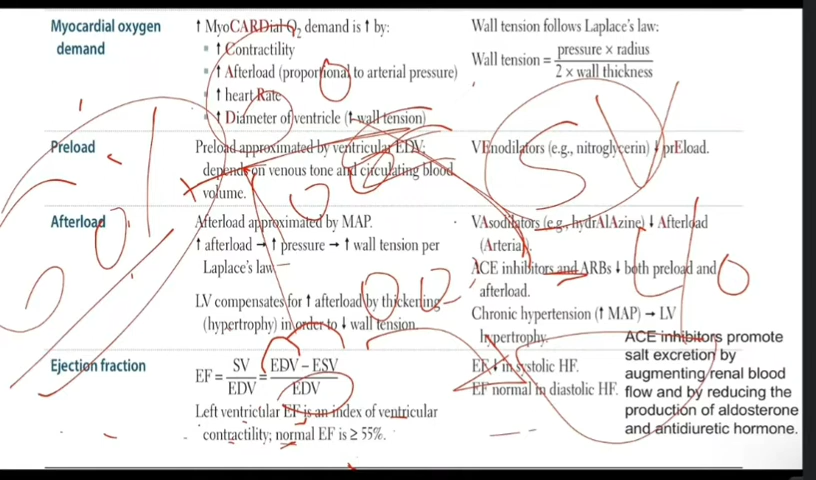 Myocardial oxygen
demand
↑ MyoCARDial O₂ demand is ↑ by:
▪ ↑ Contractility
▪ ↑ Afterload (proportional to arterial pressure)
▪ ↑ heart Rate
▪ ↑ Diameter of ventricle (↑ wall tension)
Wall tension follows Laplace's law:
Wall tension = pressure × radius / 2 × wall thickness
Preload
Preload approximated by ventricular EDV;
depends on venous tone and circulating blood
volume.
VEnodilators (e.g., nitroglycerin) ↓ prEload.
Afterload
Afterload approximated by MAP.
↑ afterload → ↑ pressure → ↑ wall tension per
Laplace's law
LV compensates for ↑ afterload by thickening
(hypertrophy) in order to ↓ wall tension.
VAsodilators (e.g., hydrAlAzine) ↓ Afterload
(Arterial).
ACE inhibitors and ARBs ↓ both preload and
afterload.
Chronic hypertension (↑ MAP) → LV
hypertrophy.
Ejection fraction
EF = SV / EDV = EDV – ESV / EDV
Left ventricular EF is an index of ventricular
contractility; normal EF is ≥ 55%.
EF ↓ in systolic HF.
EF normal in diastolic HF.
ACE inhibitors promote
salt excretion by
augmenting renal blood
flow and by reducing the
production of aldosterone
and antidiuretic hormone.
SV